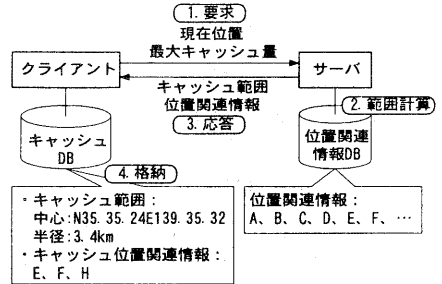 1. 要求
現在位置
最大キャッシュ量
クライアント
サーバ
キャッシュ範囲
位置関連情報
3. 応答
2. 範囲計算
キャッシュ
DB
位置関連
情報DB
4. 格納
・キャッシュ範囲：
中心:N35.35.24E139.35.32
半径:3.4km
・キャッシュ位置関連情報：
E、F、H
位置関連情報：
A、B、C、D、E、F、…